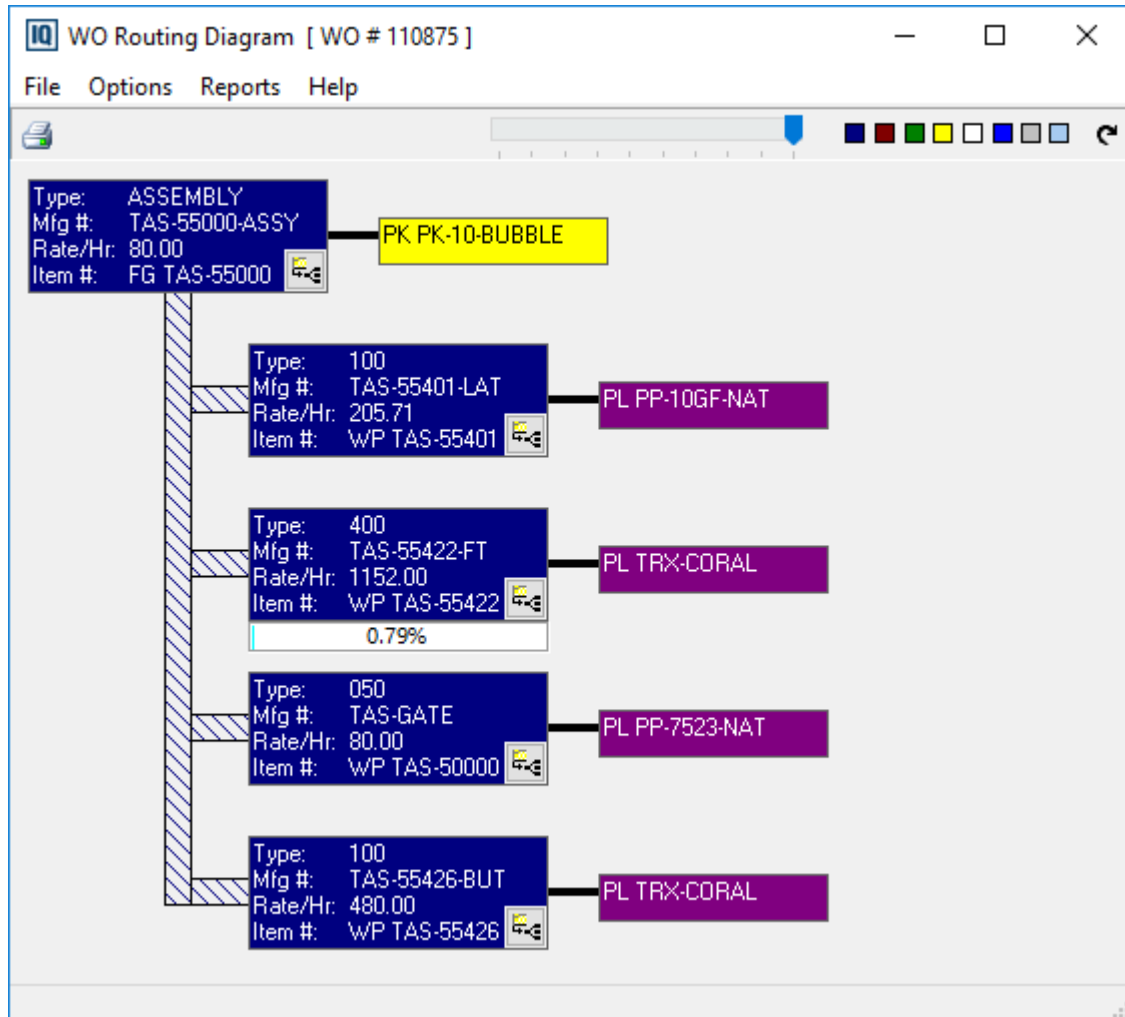 IQ WO Routing Diagram [ WO # 110875 ]
File Options Reports Help
Type: ASSEMBLY
Mfg #: TAS-55000-ASSY
Rate/Hr: 80.00
Item #: FG TAS-55000
PK PK-10-BUBBLE
Type: 100
Mfg #: TAS-55401-LAT
Rate/Hr: 205.71
Item #: WP TAS-55401
PL PP-10GF-NAT
Type: 400
Mfg #: TAS-55422-FT
Rate/Hr: 1152.00
Item #: WP TAS-55422
0.79%
PL TRX-CORAL
Type: 050
Mfg #: TAS-GATE
Rate/Hr: 80.00
Item #: WP TAS-50000
PL PP-7523-NAT
Type: 100
Mfg #: TAS-55426-BUT
Rate/Hr: 480.00
Item #: WP TAS-55426
PL TRX-CORAL